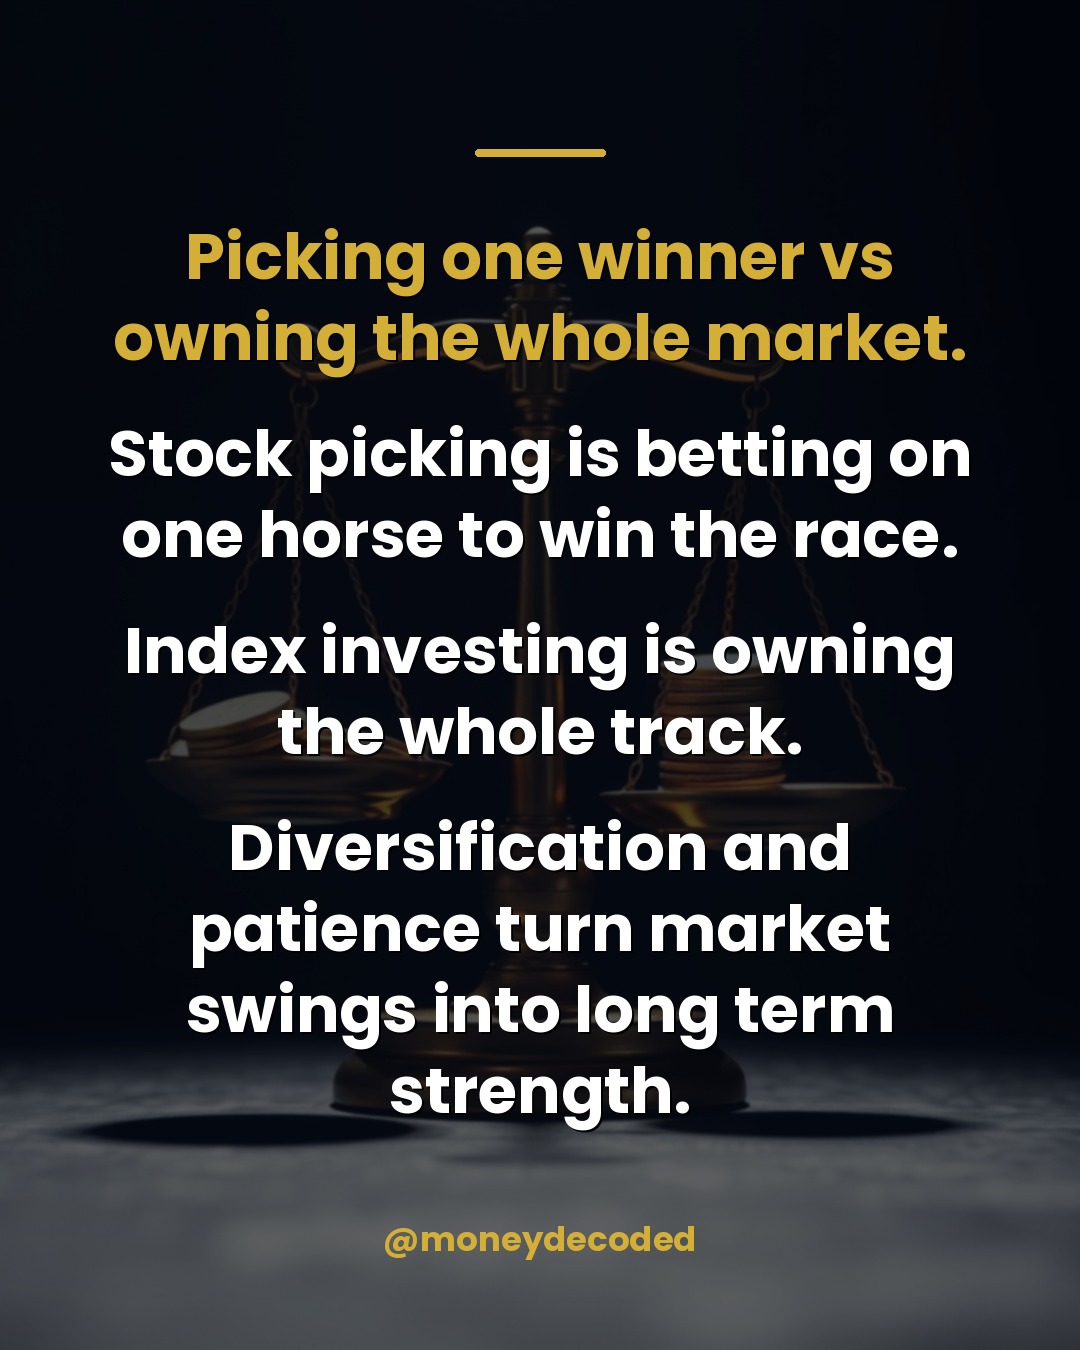 Picking one winner vs
owning the whole market.
Stock picking is betting on
one horse to win the race.
Index investing is owning
the whole track.
Diversification and
patience turn market
swings into long term
strength.
@moneydecoded